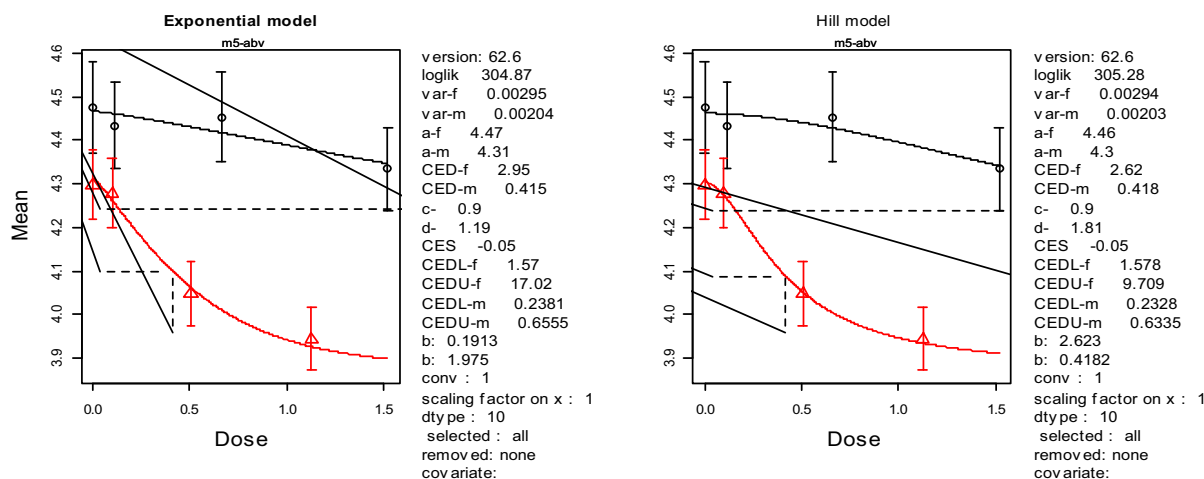 Exponential model
m5-abv
4.6
4.5
4.4
4.3
4.2
4.1
4.0
3.9
Mean
0.0 0.5 1.0 1.5
Dose
version: 62.6
loglik 304.87
var-f 0.00295
var-m 0.00204
a-f 4.47
a-m 4.31
CED-f 2.95
CED-m 0.415
c- 0.9
d- 1.19
CES -0.05
CEDL-f 1.57
CEDU-f 17.02
CEDL-m 0.2381
CEDU-m 0.6555
b: 0.1913
b: 1.975
conv : 1
scaling factor on x : 1
dtype : 10
selected : all
removed: none
covariate:
Hill model
m5-abv
4.6
4.5
4.4
4.3
4.2
4.1
4.0
3.9
0.0 0.5 1.0 1.5
Dose
version: 62.6
loglik 305.28
var-f 0.00294
var-m 0.00203
a-f 4.46
a-m 4.3
CED-f 2.62
CED-m 0.418
c- 0.9
d- 1.81
CES -0.05
CEDL-f 1.578
CEDU-f 9.709
CEDL-m 0.2328
CEDU-m 0.6335
b: 2.623
b: 0.4182
conv : 1
scaling factor on x : 1
dtype : 10
selected : all
removed: none
covariate: